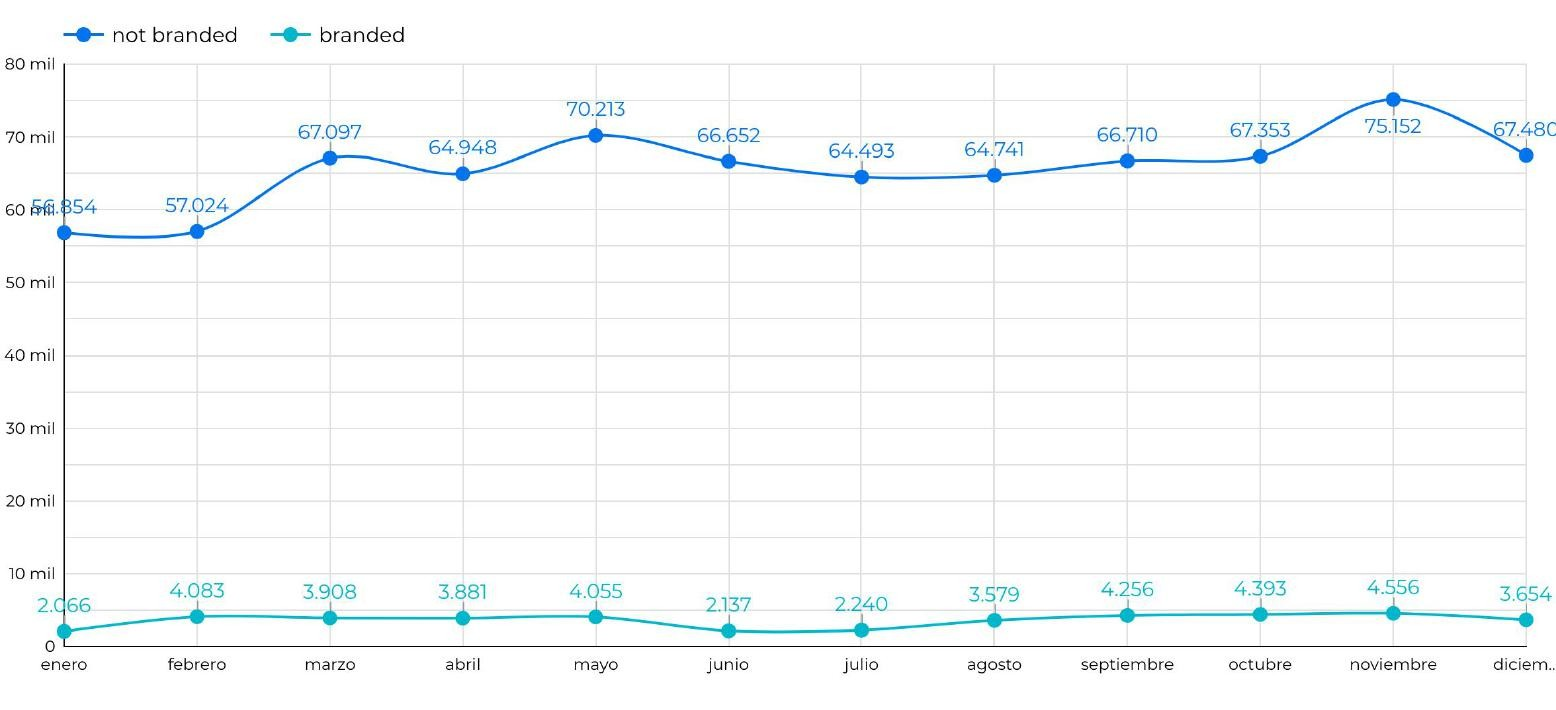 not branded branded
80 mil
70 mil
60 mil
50 mil
40 mil
30 mil
20 mil
10 mil
0
56.854 57.024 67.097 64.948 70.213 66.652 64.493 64.741 66.710 67.353 75.152 67.480
2.066 4.083 3.908 3.881 4.055 2.137 2.240 3.579 4.256 4.393 4.556 3.654
enero febrero marzo abril mayo junio julio agosto septiembre octubre noviembre diciem..